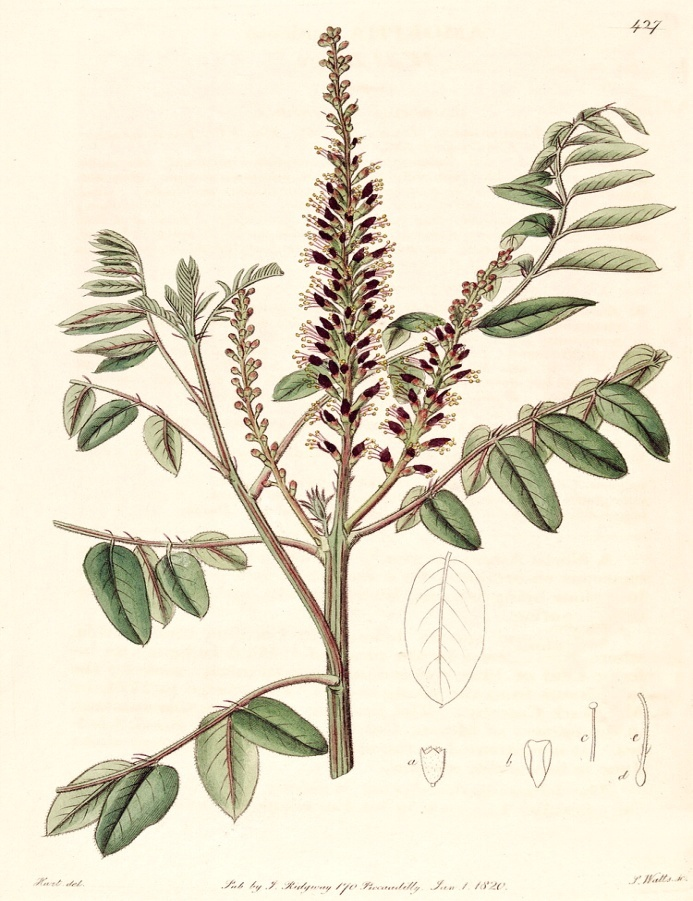 427
a
b
c
e
d
Hart. del.
Pub by J. Ridgway 170 Piccadilly Jan 1. 1820.
S. Watts. sc.